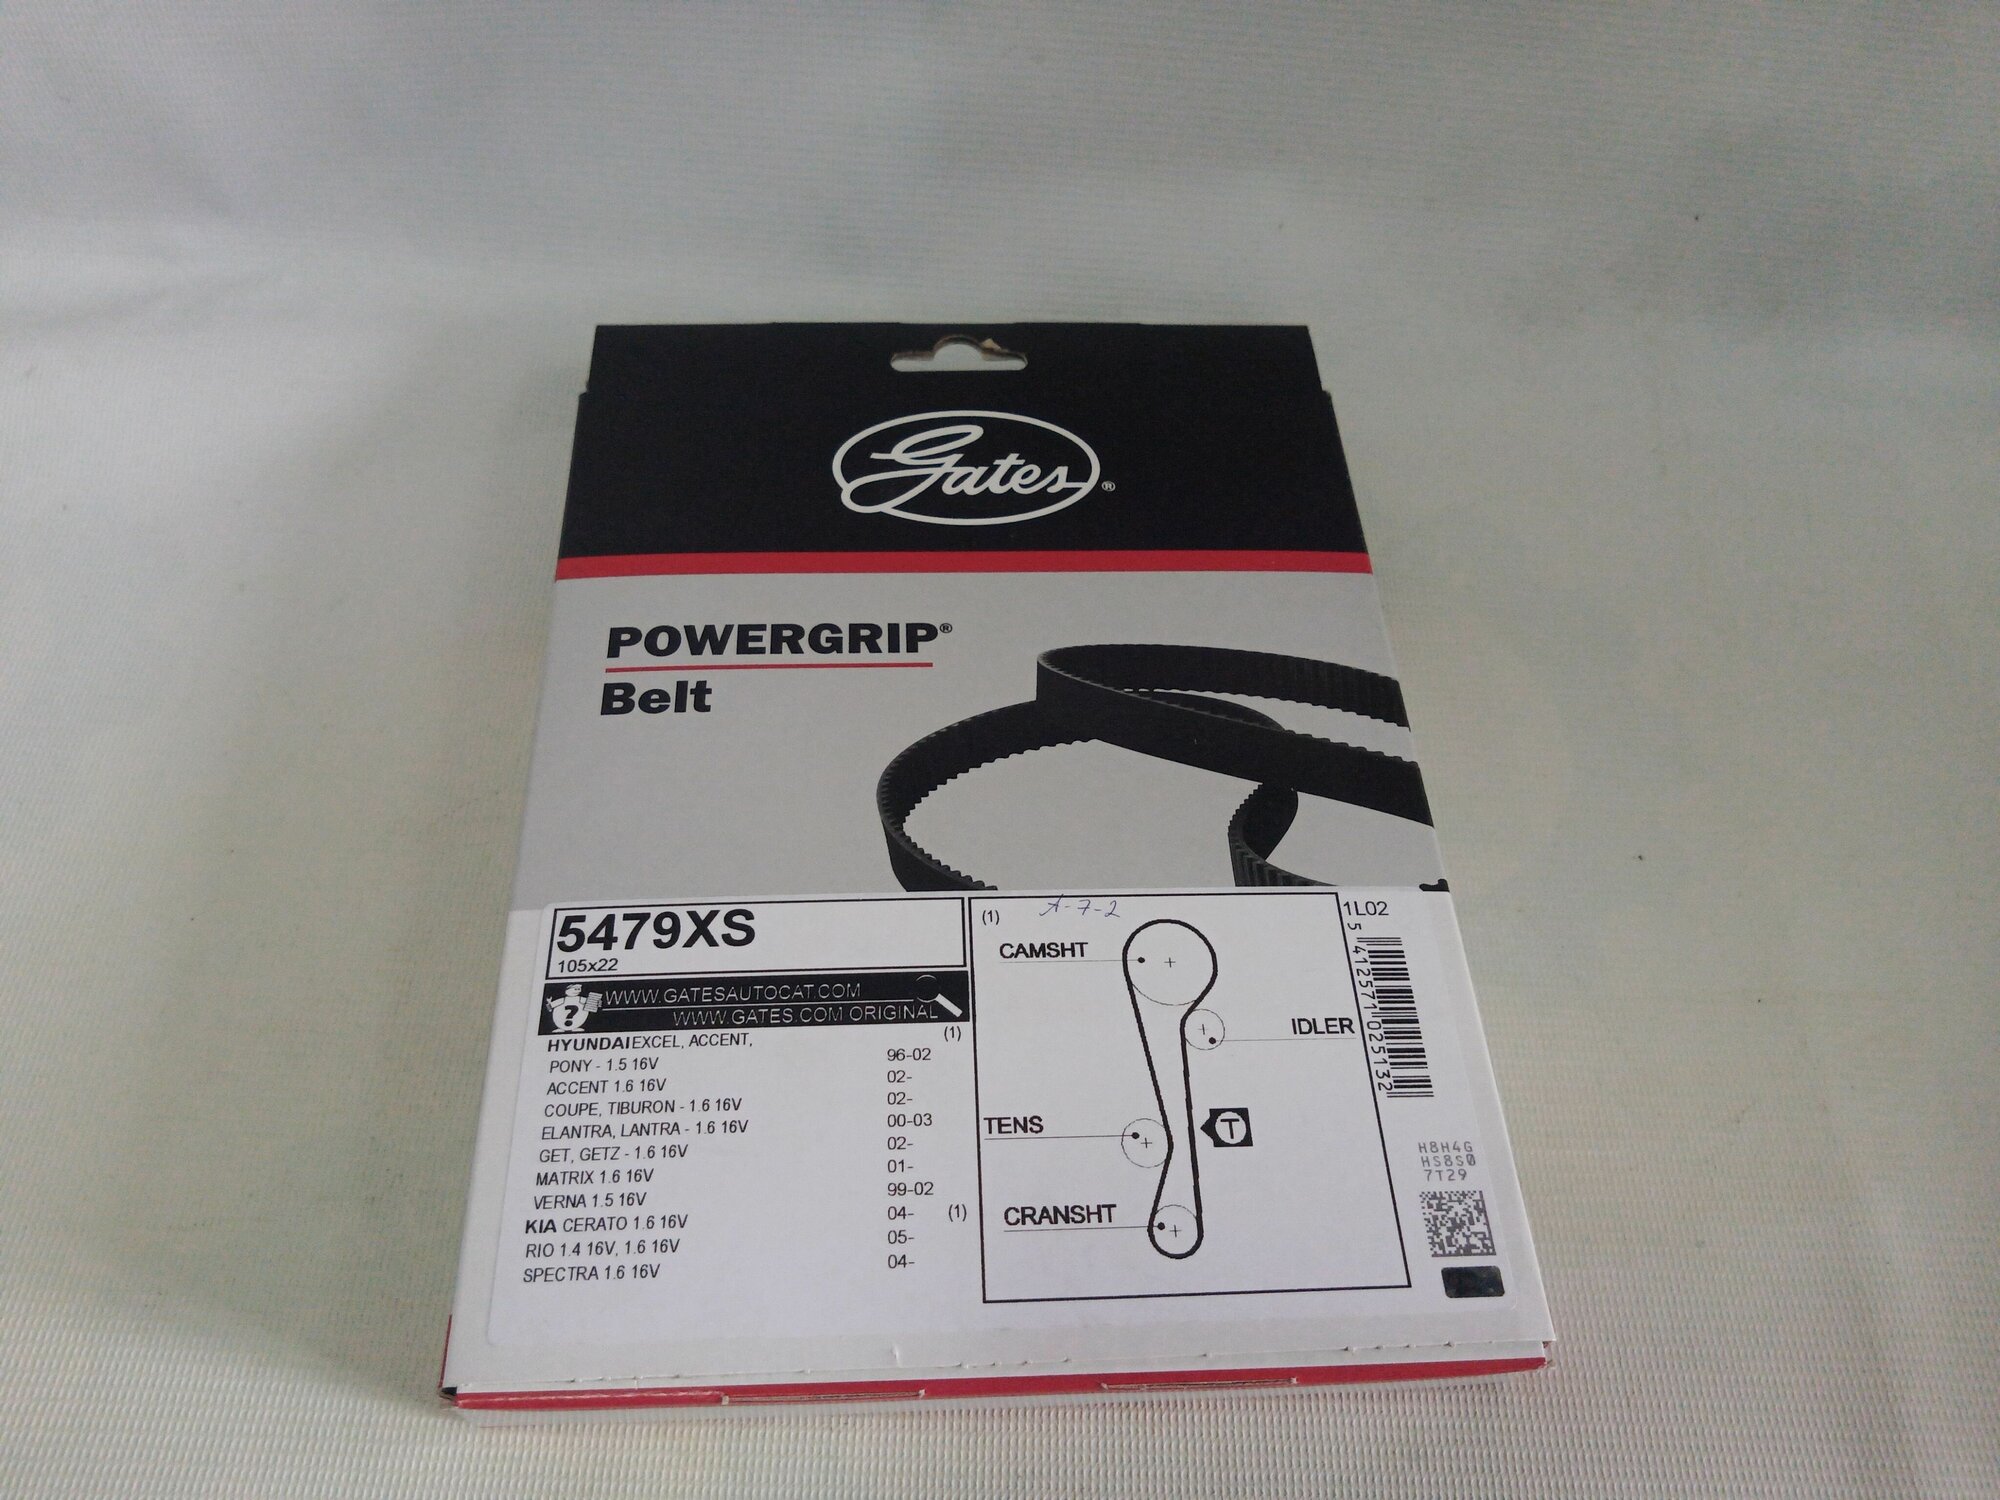 Gates®
POWERGRIP®
Belt
5479XS
105x22
WWW.GATESAUTOCAT.COM
WWW.GATES.COM ORIGINAL
HYUNDAI EXCEL, ACCENT, (1)
PONY - 1.5 16V 96-02
ACCENT 1.6 16V 02-
COUPE, TIBURON - 1.6 16V 02-
ELANTRA, LANTRA - 1.6 16V 00-03
GET, GETZ - 1.6 16V 02-
MATRIX 1.6 16V 01-
VERNA 1.5 16V 99-02
KIA CERATO 1.6 16V 04- (1)
RIO 1.4 16V, 1.6 16V 05-
SPECTRA 1.6 16V 04-
(1) A-7-2
CAMSHT
IDLER
TENS
T
CRANSHT
1L02
5 412571 025132
H8H4G
HS8S0
7T29